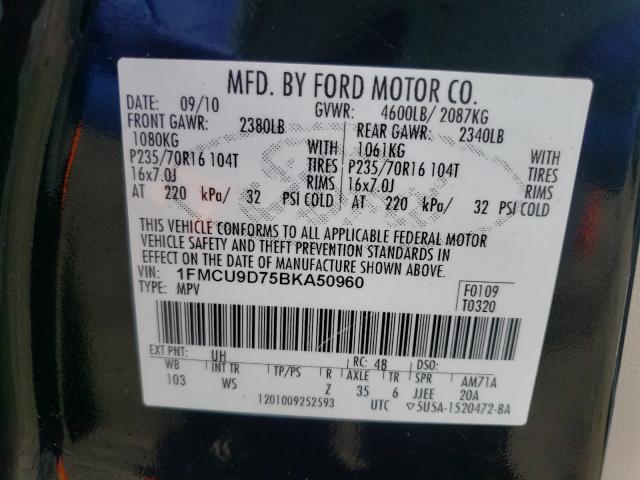 MFD. BY FORD MOTOR CO.
DATE: 09/10 GVWR: 4600LB/ 2087KG
FRONT GAWR: 2380LB REAR GAWR: 2340LB
1080KG WITH 1061KG WITH
P235/70R16 104T TIRES P235/70R16 104T TIRES
16x7.0J RIMS 16x7.0J RIMS
AT 220 kPa/ 32 PSI COLD AT 220 kPa/ 32 PSI COLD
THIS VEHICLE CONFORMS TO ALL APPLICABLE FEDERAL MOTOR
VEHICLE SAFETY AND THEFT PREVENTION STANDARDS IN
EFFECT ON THE DATE OF MANUFACTURE SHOWN ABOVE.
VIN: 1FMCU9D75BKA50960 F0109
TYPE: MPV T0320
EXT PNT: UH RC: 48 DSO:
WB INT TR TP/PS R AXLE TR SPR AM71A
103 WS Z 35 6 JJEE 20A
1201009252593 UTC ▽5U5A-1520472-BA